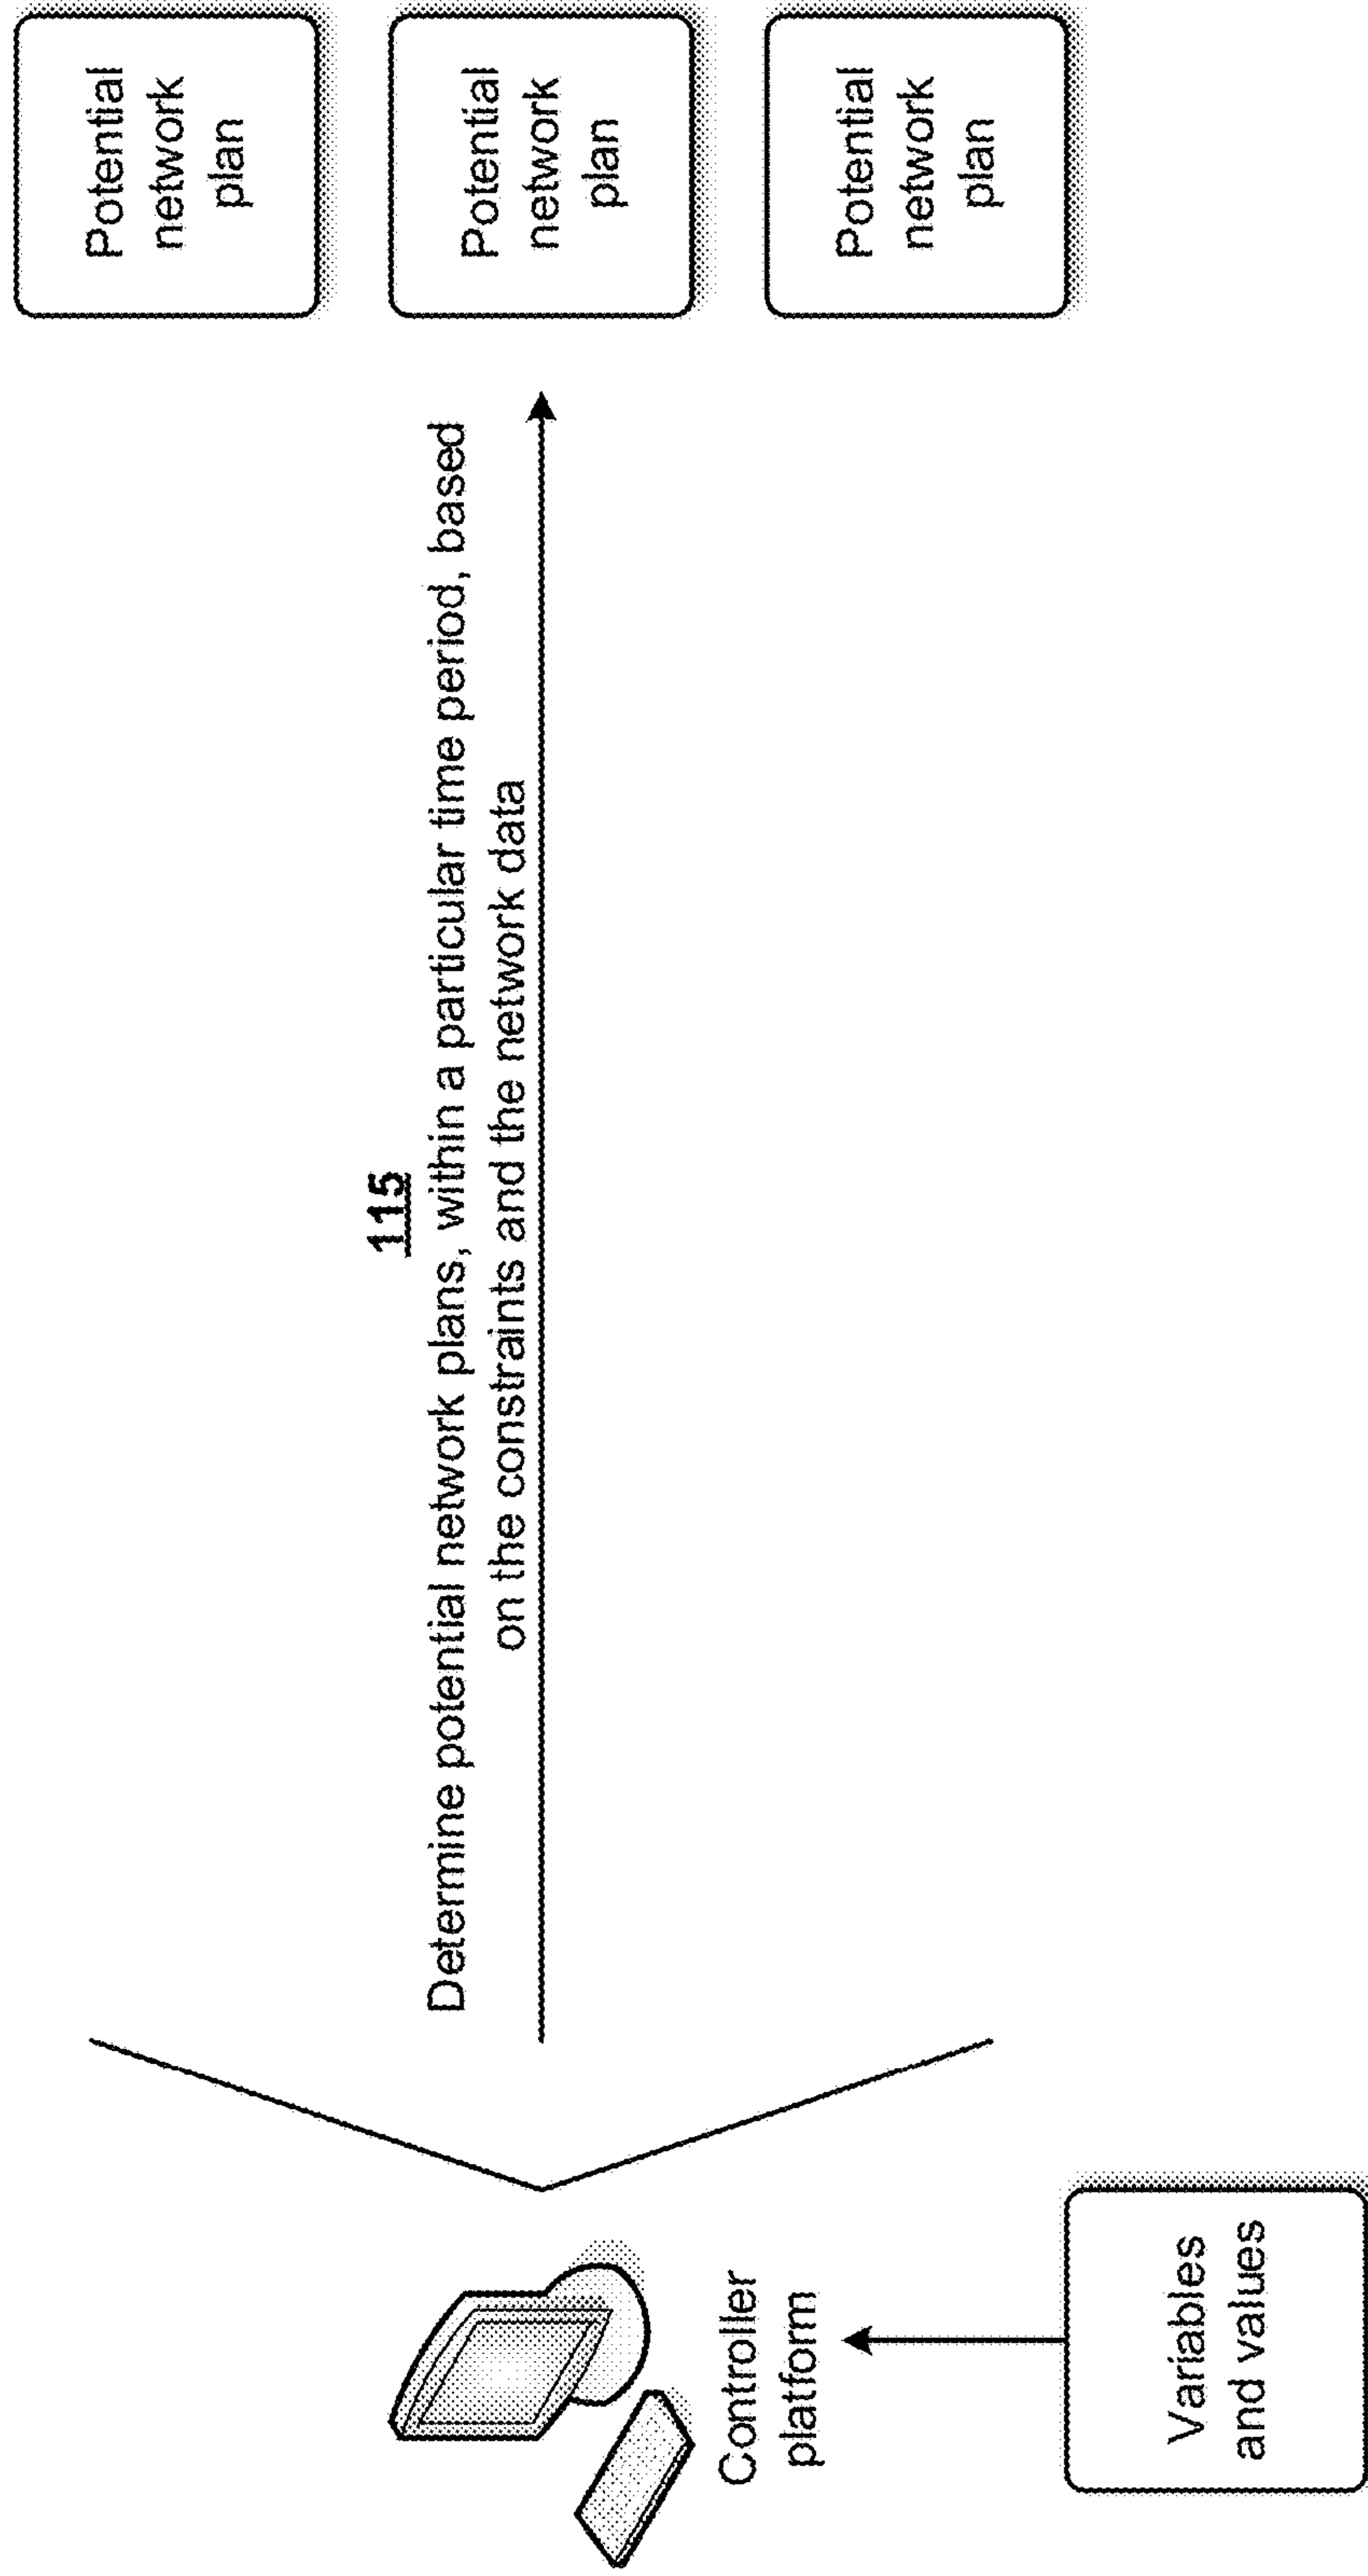 115
Determine potential network plans, within a particular time period, based
on the constraints and the network data
Controller
platform
Variables
and values
Potential
network
plan
Potential
network
plan
Potential
network
plan